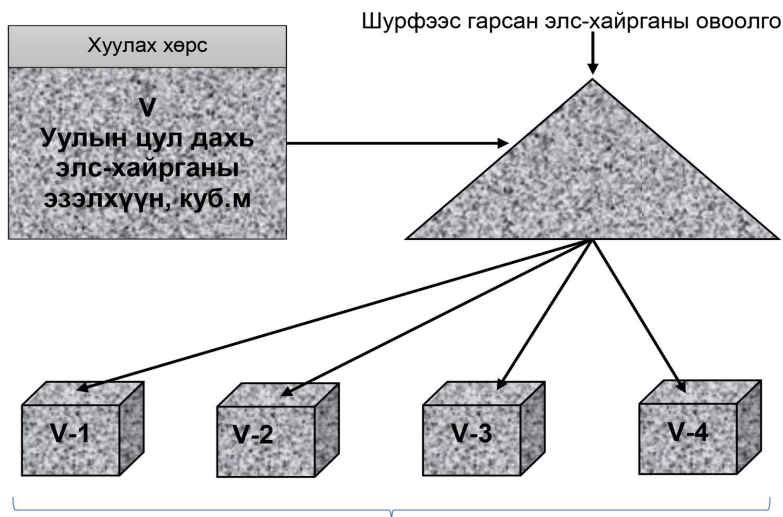 Шурфээс гарсан элс-хайрганы овоолго
Хуулах хөрс
V
Уулын цул дахь
элс-хайрганы
эзэлхүүн, куб.м
V-1
V-2
V-3
V-4